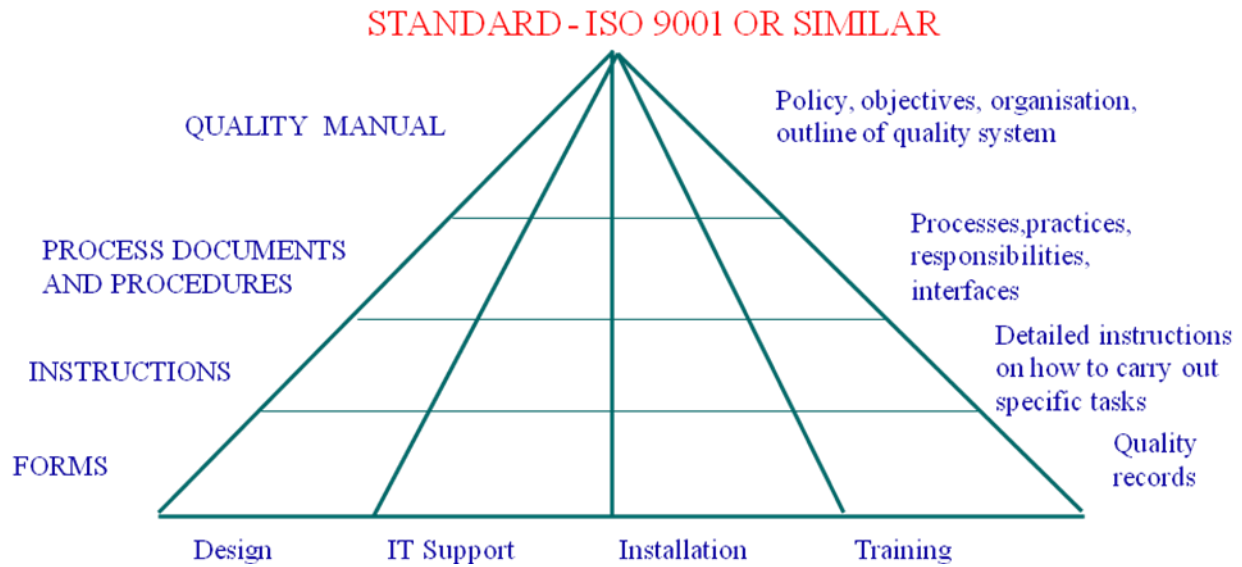 STANDARD - ISO 9001 OR SIMILAR
QUALITY MANUAL
Policy, objectives, organisation,
outline of quality system
PROCESS DOCUMENTS
AND PROCEDURES
Processes,practices,
responsibilities,
interfaces
INSTRUCTIONS
Detailed instructions
on how to carry out
specific tasks
FORMS
Quality
records
Design
IT Support
Installation
Training